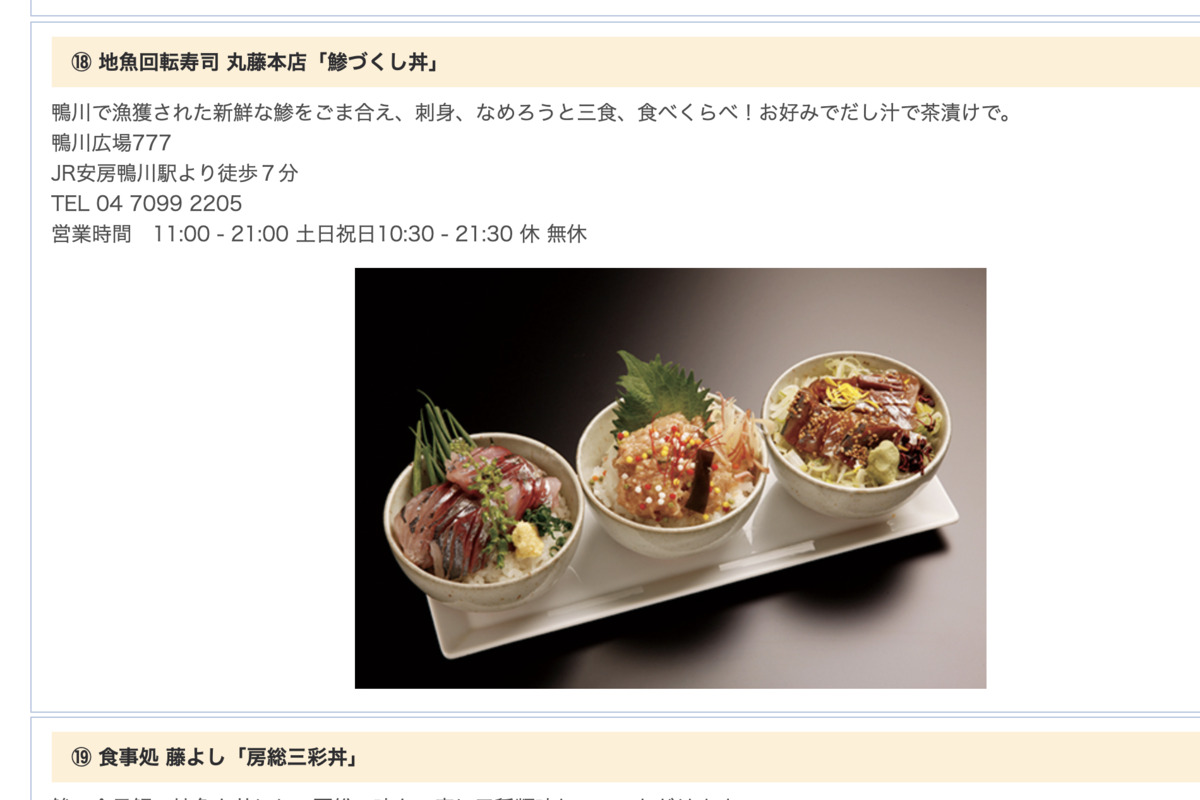 ⑱ 地魚回転寿司 丸藤本店「鯵づくし丼」
鴨川で漁獲された新鮮な鯵をごま合え、刺身、なめろうと三食、食べくらべ！お好みでだし汁で茶漬けで。
鴨川広場777
JR安房鴨川駅より徒歩７分
TEL 04 7099 2205
営業時間　11:00 - 21:00 土日祝日10:30 - 21:30 休 無休
⑲ 食事処 藤よし「房総三彩丼」